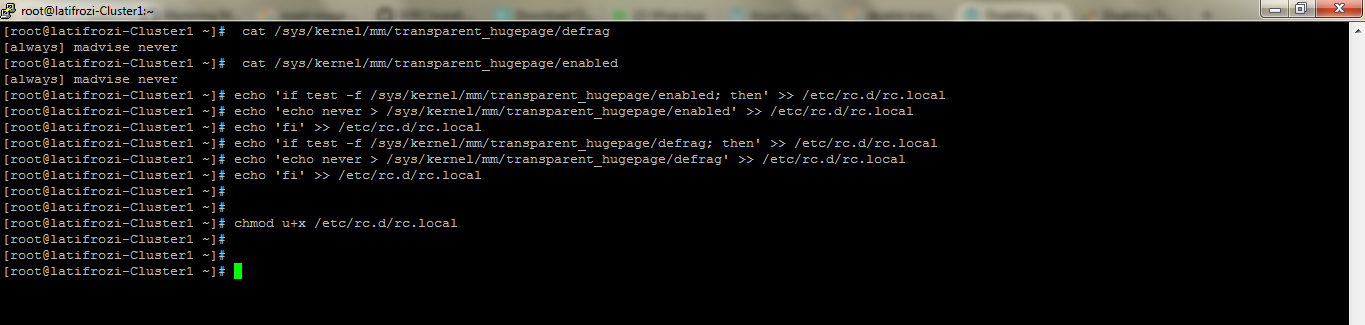 root@latifrozi-Cluster1:~
[root@latifrozi-Cluster1 ~]#  cat /sys/kernel/mm/transparent_hugepage/defrag
[always] madvise never
[root@latifrozi-Cluster1 ~]#  cat /sys/kernel/mm/transparent_hugepage/enabled
[always] madvise never
[root@latifrozi-Cluster1 ~]# echo 'if test -f /sys/kernel/mm/transparent_hugepage/enabled; then' >> /etc/rc.d/rc.local
[root@latifrozi-Cluster1 ~]# echo 'echo never > /sys/kernel/mm/transparent_hugepage/enabled' >> /etc/rc.d/rc.local
[root@latifrozi-Cluster1 ~]# echo 'fi' >> /etc/rc.d/rc.local
[root@latifrozi-Cluster1 ~]# echo 'if test -f /sys/kernel/mm/transparent_hugepage/defrag; then' >> /etc/rc.d/rc.local
[root@latifrozi-Cluster1 ~]# echo 'echo never > /sys/kernel/mm/transparent_hugepage/defrag' >> /etc/rc.d/rc.local
[root@latifrozi-Cluster1 ~]# echo 'fi' >> /etc/rc.d/rc.local
[root@latifrozi-Cluster1 ~]#
[root@latifrozi-Cluster1 ~]#
[root@latifrozi-Cluster1 ~]# chmod u+x /etc/rc.d/rc.local
[root@latifrozi-Cluster1 ~]#
[root@latifrozi-Cluster1 ~]#
[root@latifrozi-Cluster1 ~]#